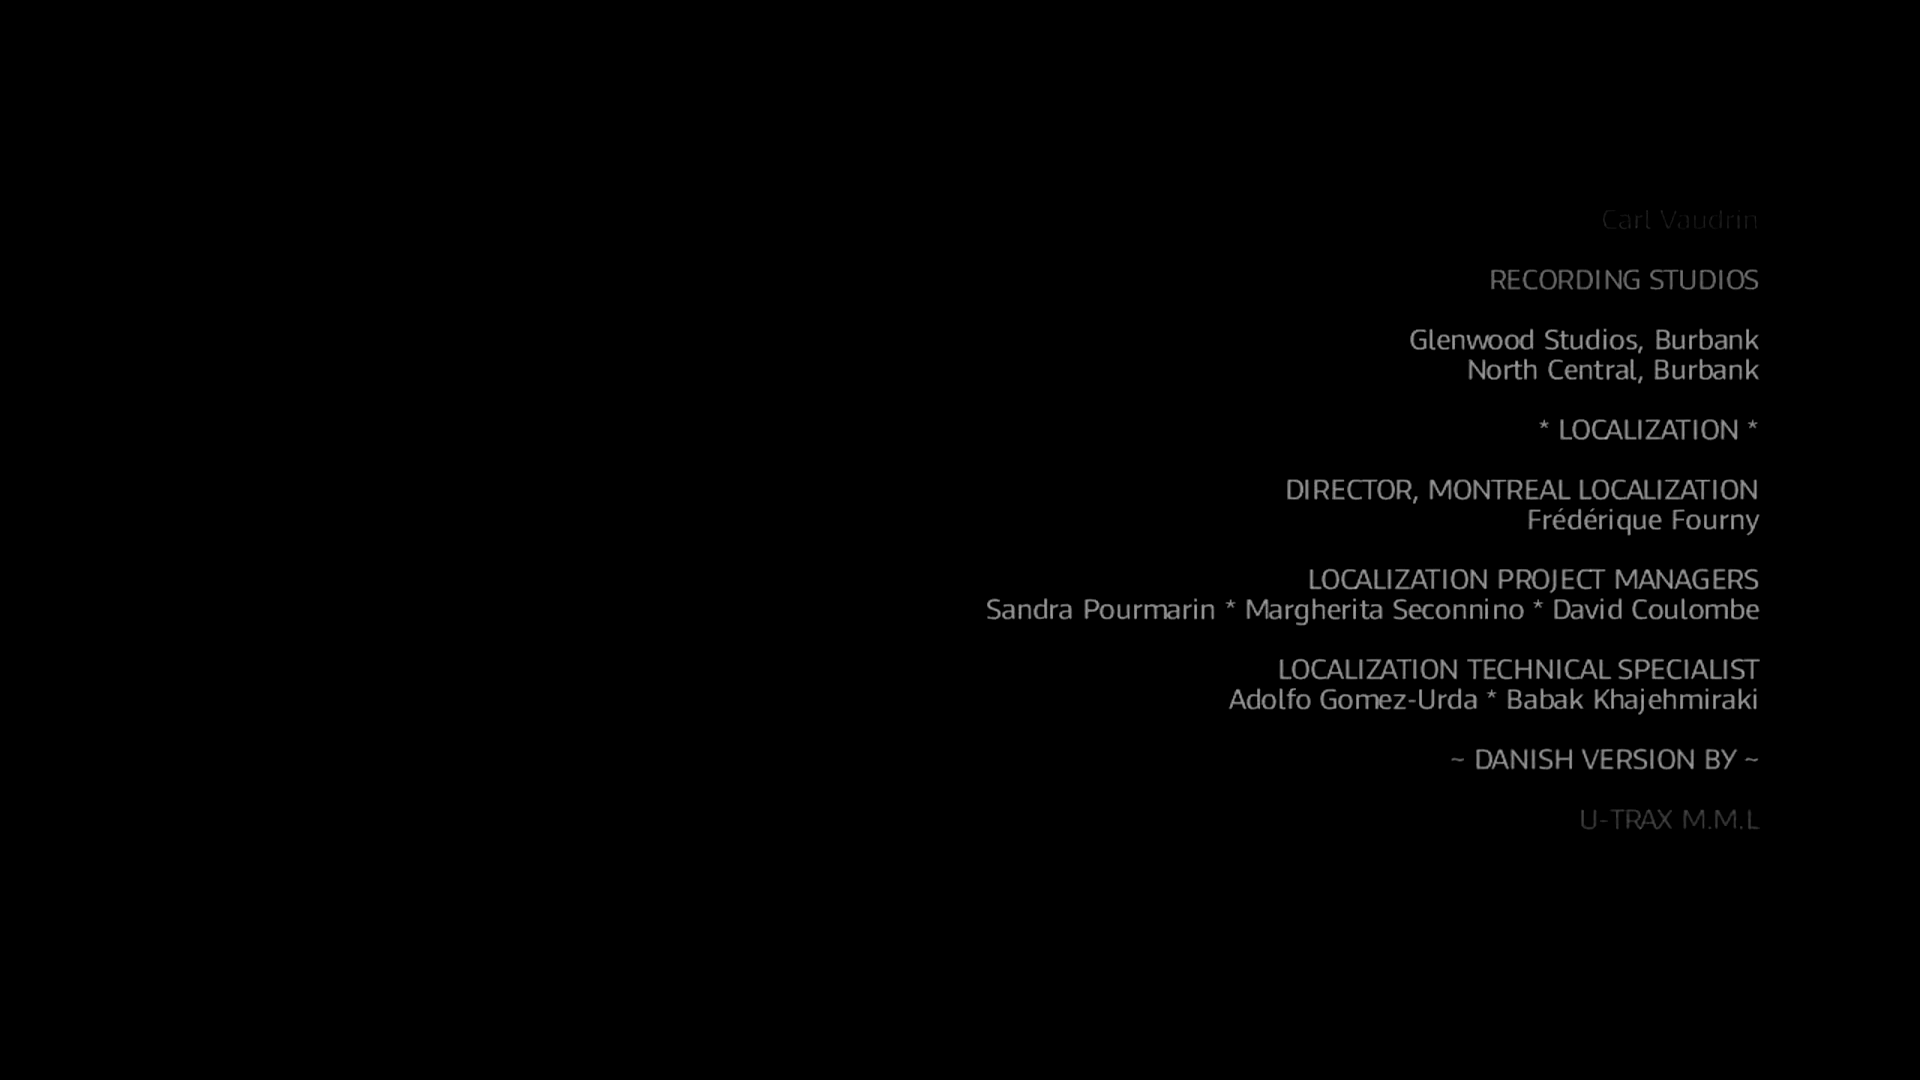 Carl Vaudrin
RECORDING STUDIOS
Glenwood Studios, Burbank
North Central, Burbank
* LOCALIZATION *
DIRECTOR, MONTREAL LOCALIZATION
Frédérique Fourny
LOCALIZATION PROJECT MANAGERS
Sandra Pourmarin * Margherita Seconnino * David Coulombe
LOCALIZATION TECHNICAL SPECIALIST
Adolfo Gomez-Urda * Babak Khajehmiraki
~ DANISH VERSION BY ~
U-TRAX M.M.L